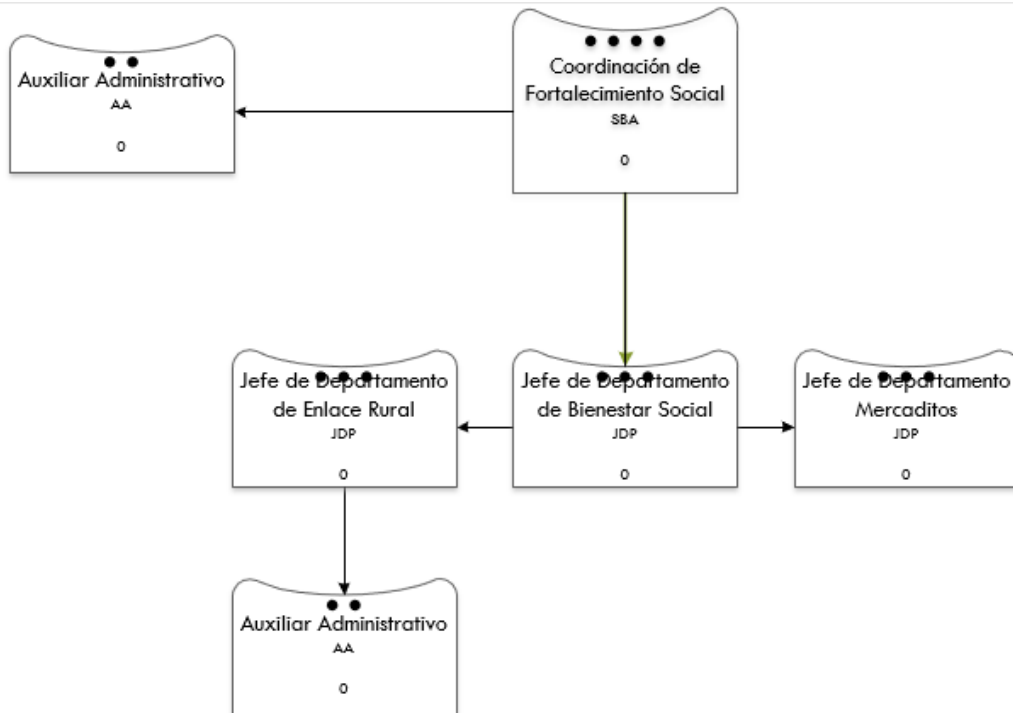 Auxiliar Administrativo
AA
0
Coordinación de
Fortalecimiento Social
SBA
0
Jefe de Departamento
de Enlace Rural
JDP
0
Jefe de Departamento
de Bienestar Social
JDP
0
Jefe de Departamento
Mercaditos
JDP
0
Auxiliar Administrativo
AA
0